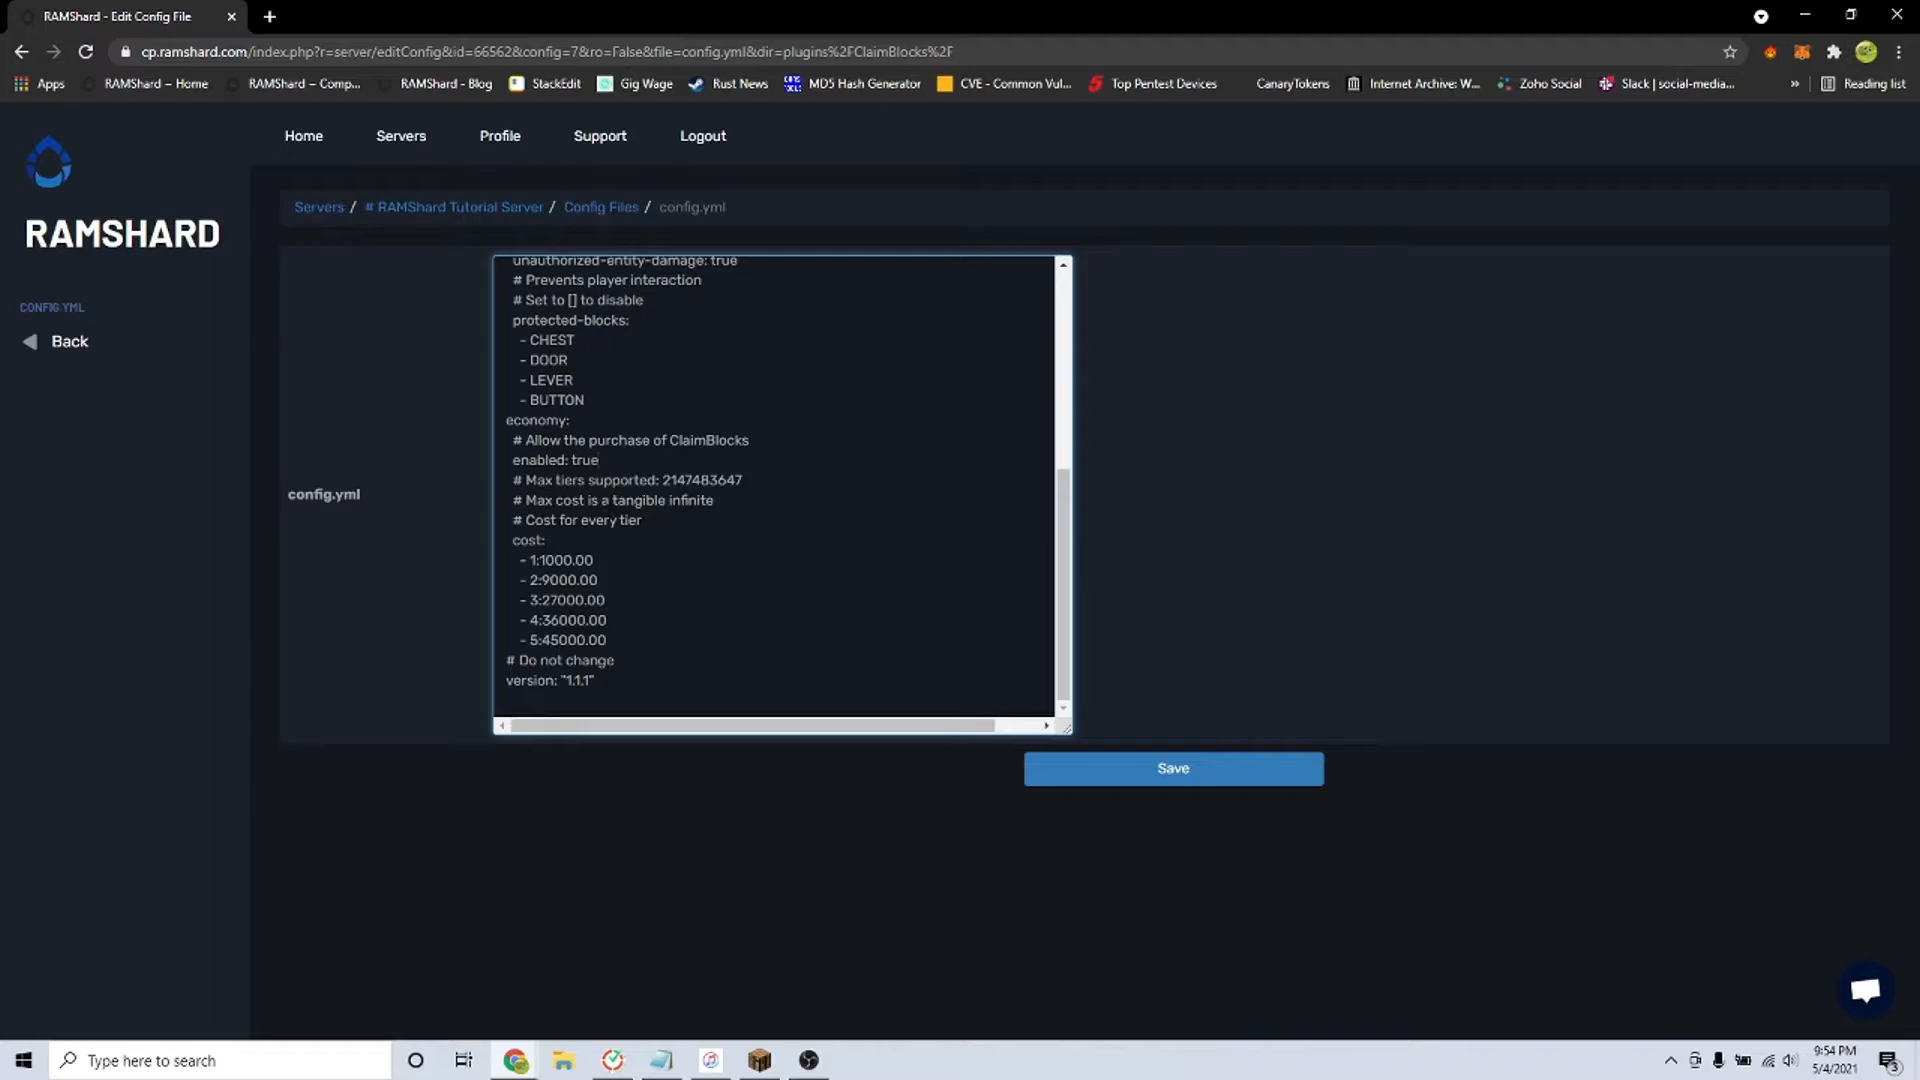 RAMShard - Edit Config File
cp.ramshard.com/index.php?r=server/editConfig&id=66562&config=7&ro=False&file=config.yml&dir=plugins%2FClaimBlocks%2F
Apps RAMShard – Home RAMShard – Comp... RAMShard - Blog StackEdit Gig Wage Rust News MD5 Hash Generator CVE - Common Vul... Top Pentest Devices CanaryTokens Internet Archive: W... Zoho Social Slack | social-media... » Reading list
Home Servers Profile Support Logout
RAMSHARD
Servers / # RAMShard Tutorial Server / Config Files / config.yml
CONFIG.YML
Back
config.yml
unauthorized-entity-damage: true
# Prevents player interaction
# Set to [] to disable
protected-blocks:
- CHEST
- DOOR
- LEVER
- BUTTON
economy:
# Allow the purchase of ClaimBlocks
enabled: true
# Max tiers supported: 2147483647
# Max cost is a tangible infinite
# Cost for every tier
cost:
- 1:1000.00
- 2:9000.00
- 3:27000.00
- 4:36000.00
- 5:45000.00
# Do not change
version: "1.1.1"
Save
Type here to search
9:54 PM
5/4/2021
3